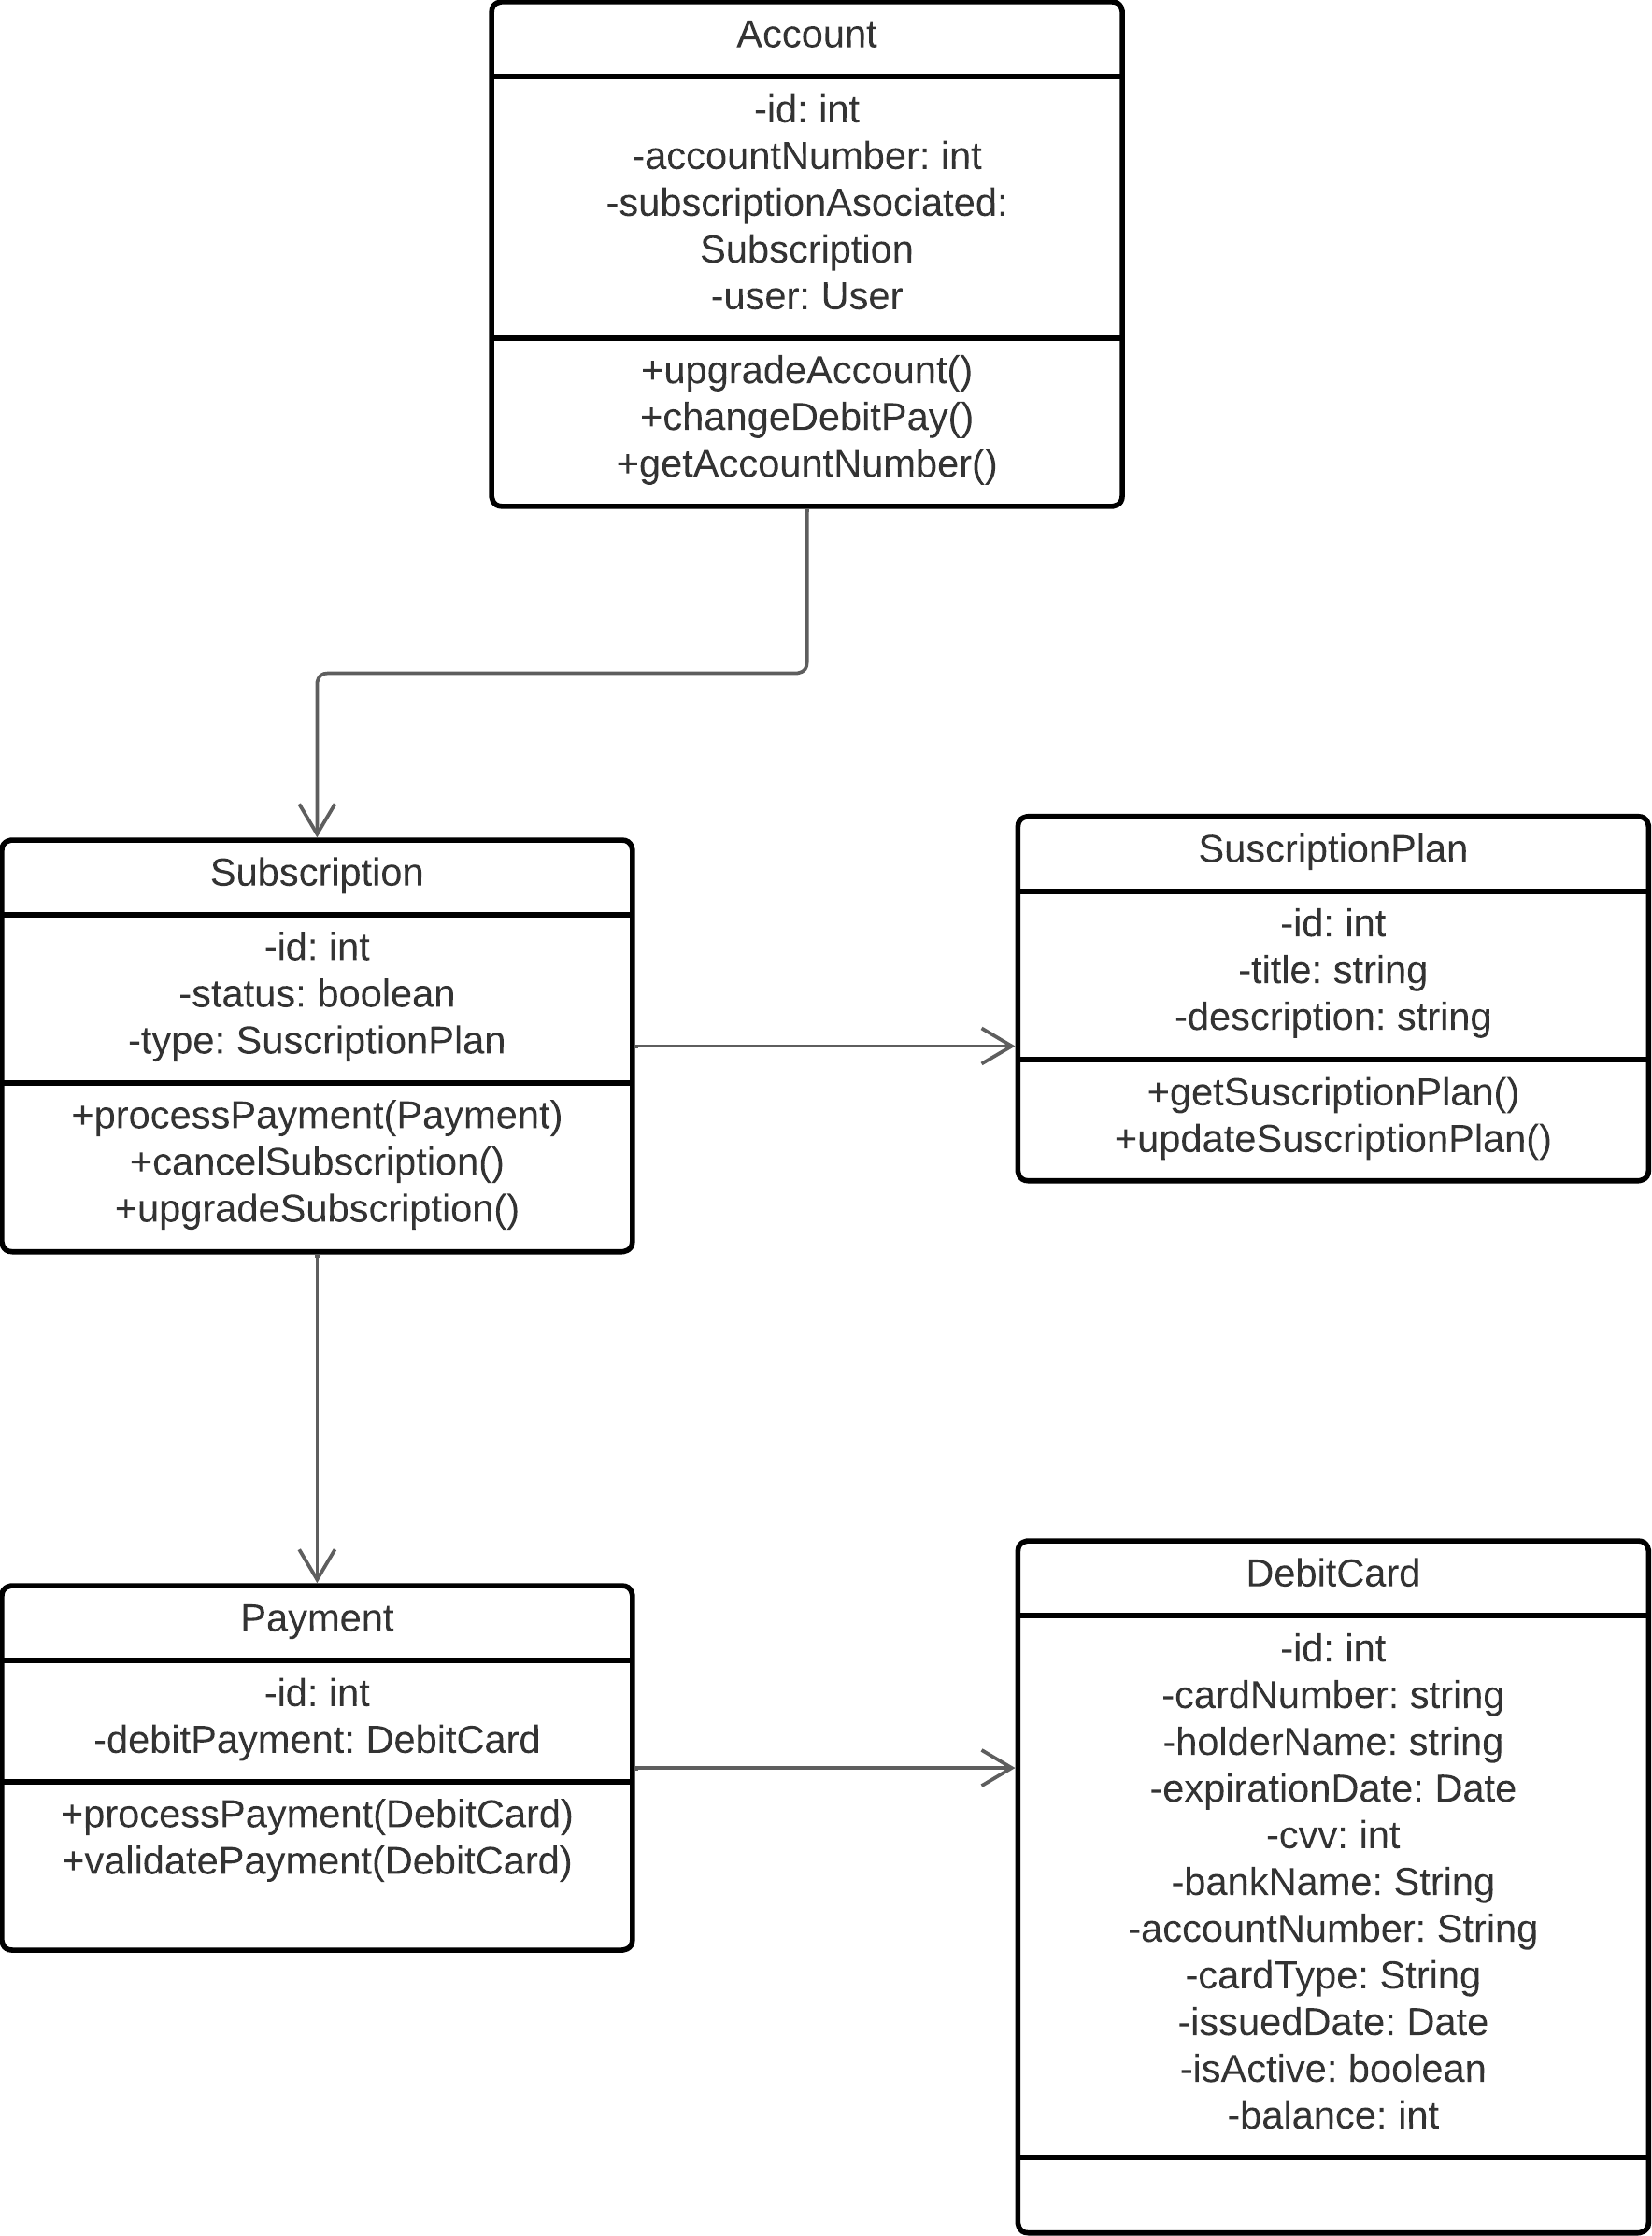 Account
-id: int
-accountNumber: int
-subscriptionAsociated:
Subscription
-user: User
+upgradeAccount()
+changeDebitPay()
+getAccountNumber()
Subscription
-id: int
-status: boolean
-type: SuscriptionPlan
+processPayment(Payment)
+cancelSubscription()
+upgradeSubscription()
SuscriptionPlan
-id: int
-title: string
-description: string
+getSuscriptionPlan()
+updateSuscriptionPlan()
Payment
-id: int
-debitPayment: DebitCard
+processPayment(DebitCard)
+validatePayment(DebitCard)
DebitCard
-id: int
-cardNumber: string
-holderName: string
-expirationDate: Date
-cvv: int
-bankName: String
-accountNumber: String
-cardType: String
-issuedDate: Date
-isActive: boolean
-balance: int